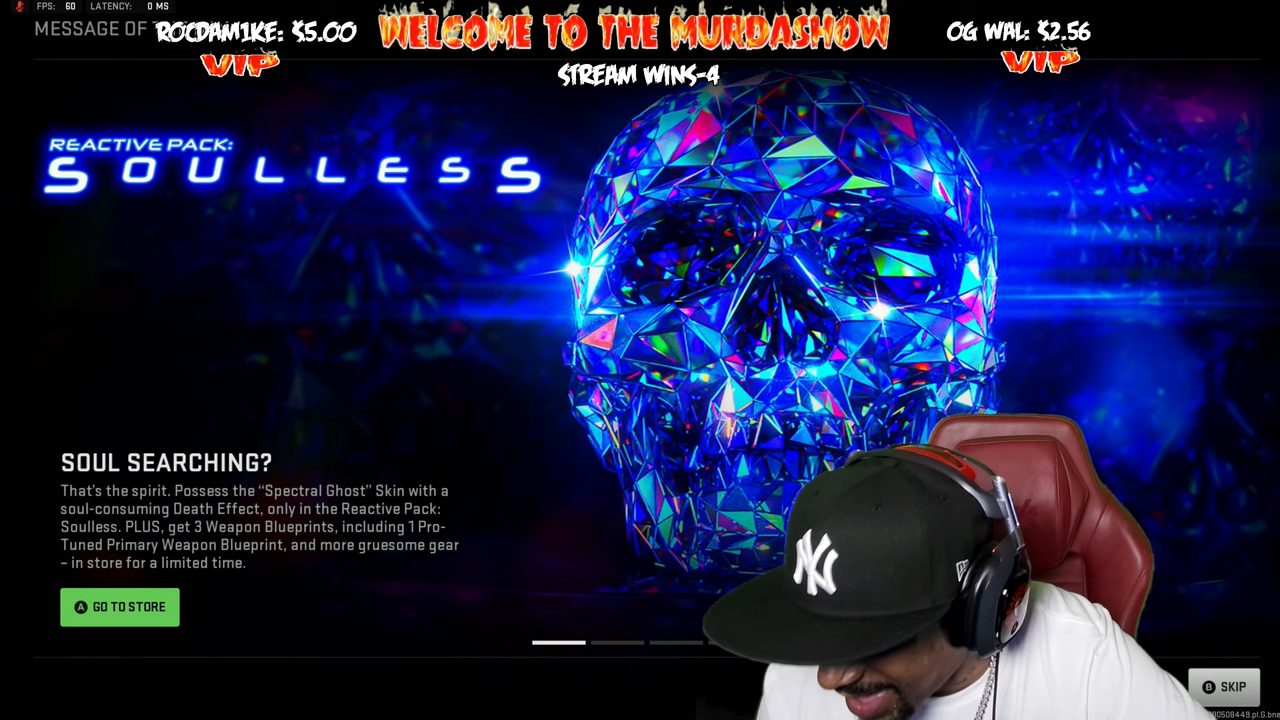 FPS: 60 LATENCY: 0 MS
MESSAGE OF
ROCDAM1KE: $5.00
VIP
WELCOME TO THE MURDASHOW
STREAM WINS-4
OG WAL: $2.56
VIP
REACTIVE PACK:
SOULLESS
SOUL SEARCHING?
That's the spirit. Possess the “Spectral Ghost” Skin with a
soul-consuming Death Effect, only in the Reactive Pack:
Soulless. PLUS, get 3 Weapon Blueprints, including 1 Pro-
Tuned Primary Weapon Blueprint, and more gruesome gear
– in store for a limited time.
A GO TO STORE
NY
B SKIP